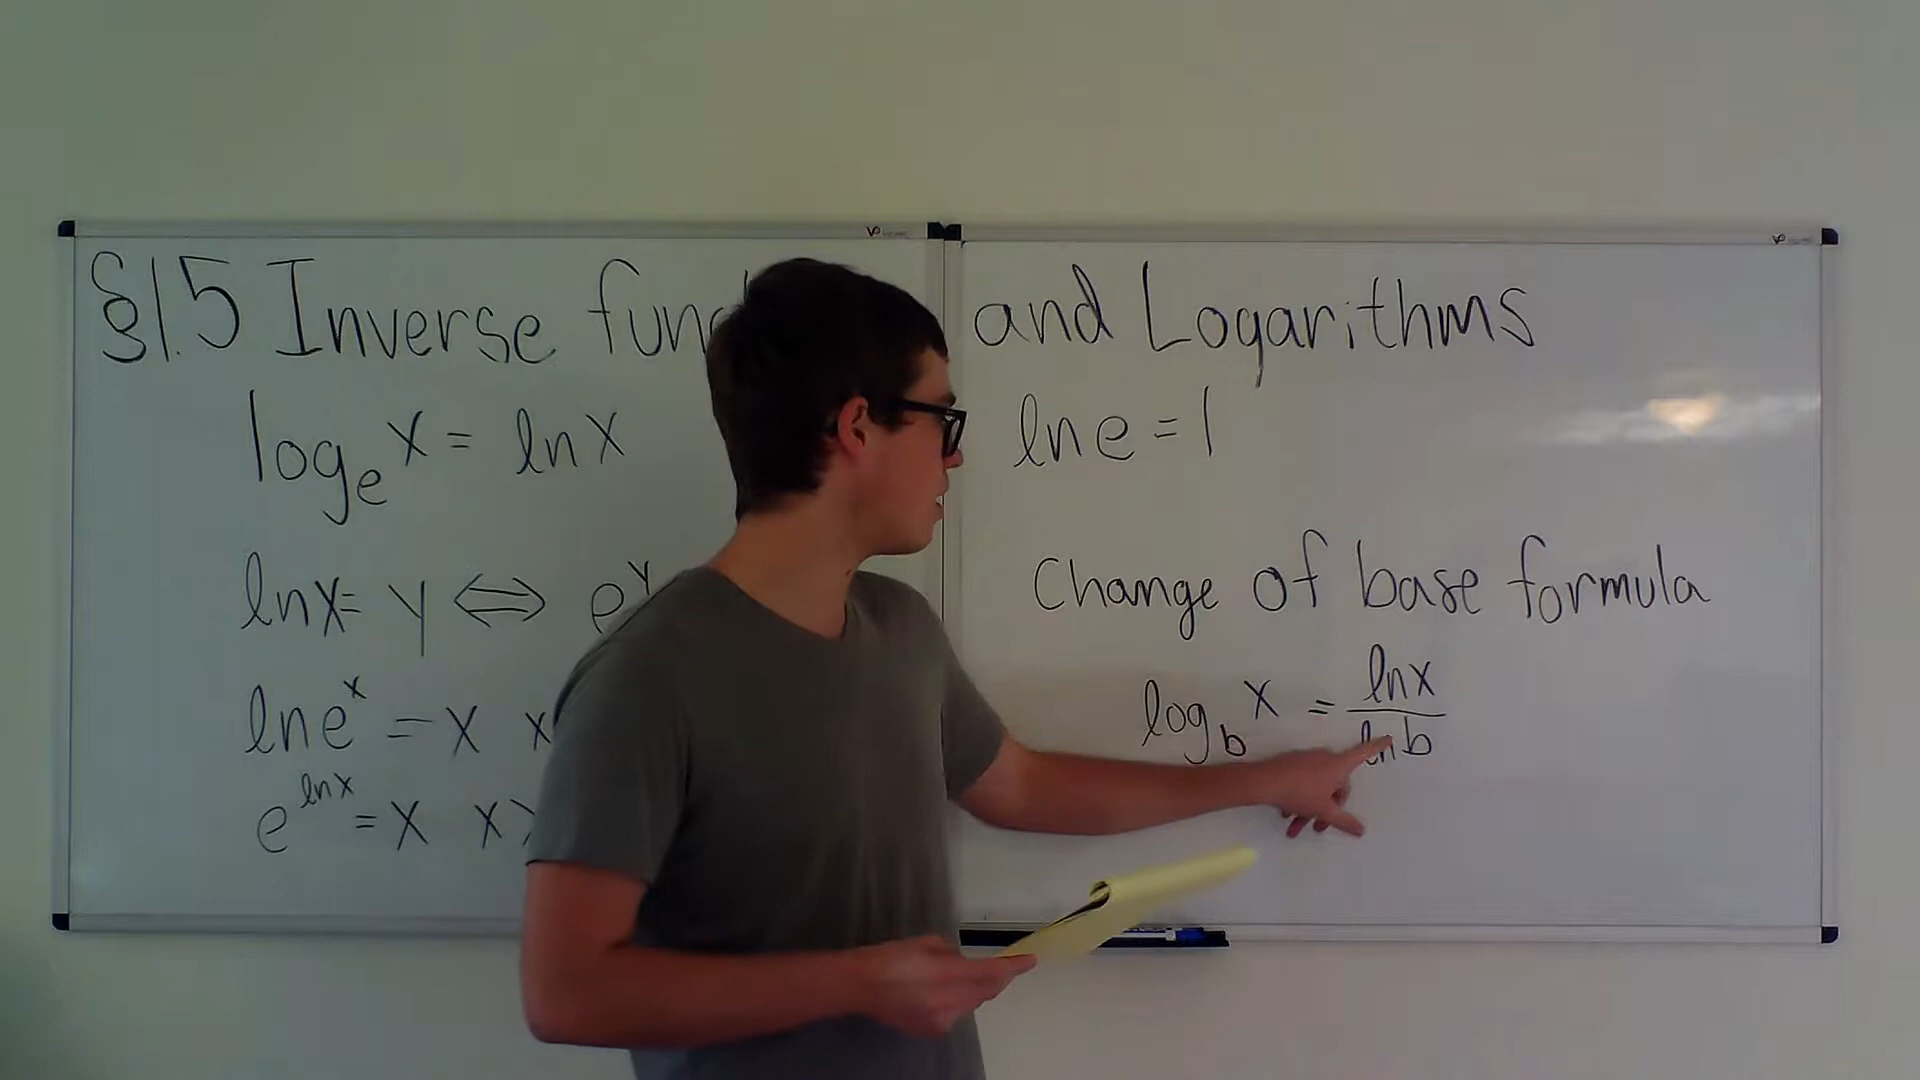 §1.5 Inverse func and Logarithms
logₑ x = ln x
ln e = 1
ln x = y ⟺ e^y
ln e^x = x x
e^ln x = x x >
Change of base formula
log_b x = ln x / ln b